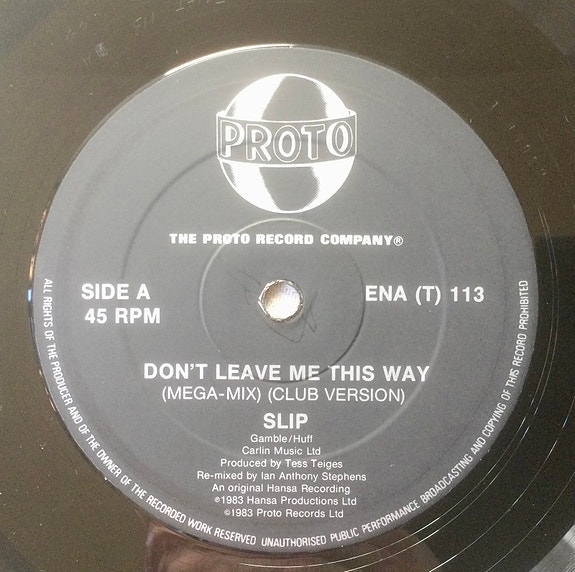 PROTO
THE PROTO RECORD COMPANY®
SIDE A
45 RPM
ENA (T) 113
DON'T LEAVE ME THIS WAY
(MEGA-MIX) (CLUB VERSION)
SLIP
Gamble/Huff
Carlin Music Ltd
Produced by Tess Teiges
Re-mixed by Ian Anthony Stephens
An original Hansa Recording
℗1983 Hansa Productions Ltd
©1983 Proto Records Ltd
ALL RIGHTS OF THE PRODUCER AND OF THE OWNER OF THE RECORDED WORK RESERVED UNAUTHORISED PUBLIC PERFORMANCE BROADCASTING AND COPYING OF THIS RECORD PROHIBITED